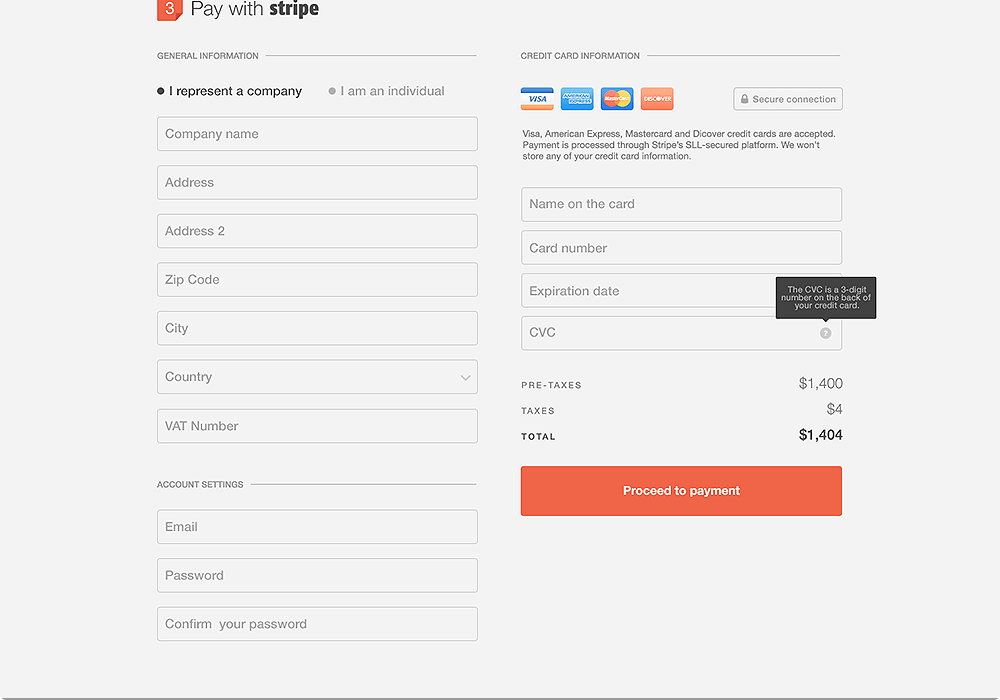 3 Pay with stripe
GENERAL INFORMATION
I represent a company I am an individual
Company name
Address
Address 2
Zip Code
City
Country
VAT Number
ACCOUNT SETTINGS
Email
Password
Confirm your password
CREDIT CARD INFORMATION
VISA AMERICAN EXPRESS MasterCard DISCOVER Secure connection
Visa, American Express, Mastercard and Dicover credit cards are accepted.
Payment is processed through Stripe's SLL-secured platform. We won't
store any of your credit card information.
Name on the card
Card number
Expiration date
The CVC is a 3-digit
number on the back of
your credit card.
CVC ?
PRE-TAXES $1,400
TAXES $4
TOTAL $1,404
Proceed to payment